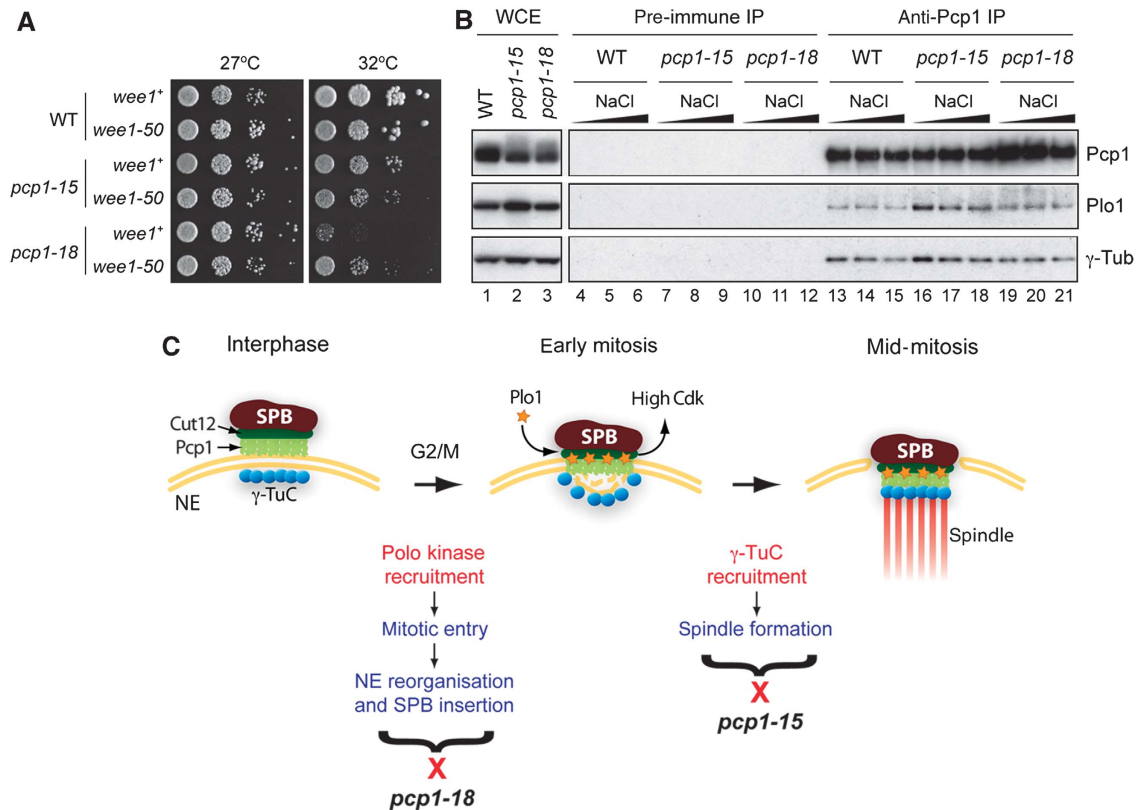 A
27ºC 32ºC
WT
wee1⁺
wee1-50
pcp1-15
wee1⁺
wee1-50
pcp1-18
wee1⁺
wee1-50
B
WCE Pre-immune IP Anti-Pcp1 IP
WT pcp1-15 pcp1-18
WT pcp1-15 pcp1-18 WT pcp1-15 pcp1-18
NaCl NaCl NaCl NaCl NaCl NaCl
Pcp1
Plo1
γ-Tub
1 2 3 4 5 6 7 8 9 10 11 12 13 14 15 16 17 18 19 20 21
C
Interphase Early mitosis Mid-mitosis
SPB
Cut12
Pcp1
NE
γ-TuC
G2/M
Plo1
High Cdk
SPB
SPB
Spindle
Polo kinase
recruitment
Mitotic entry
NE reorganisation
and SPB insertion
X
pcp1-18
γ-TuC
recruitment
Spindle formation
X
pcp1-15